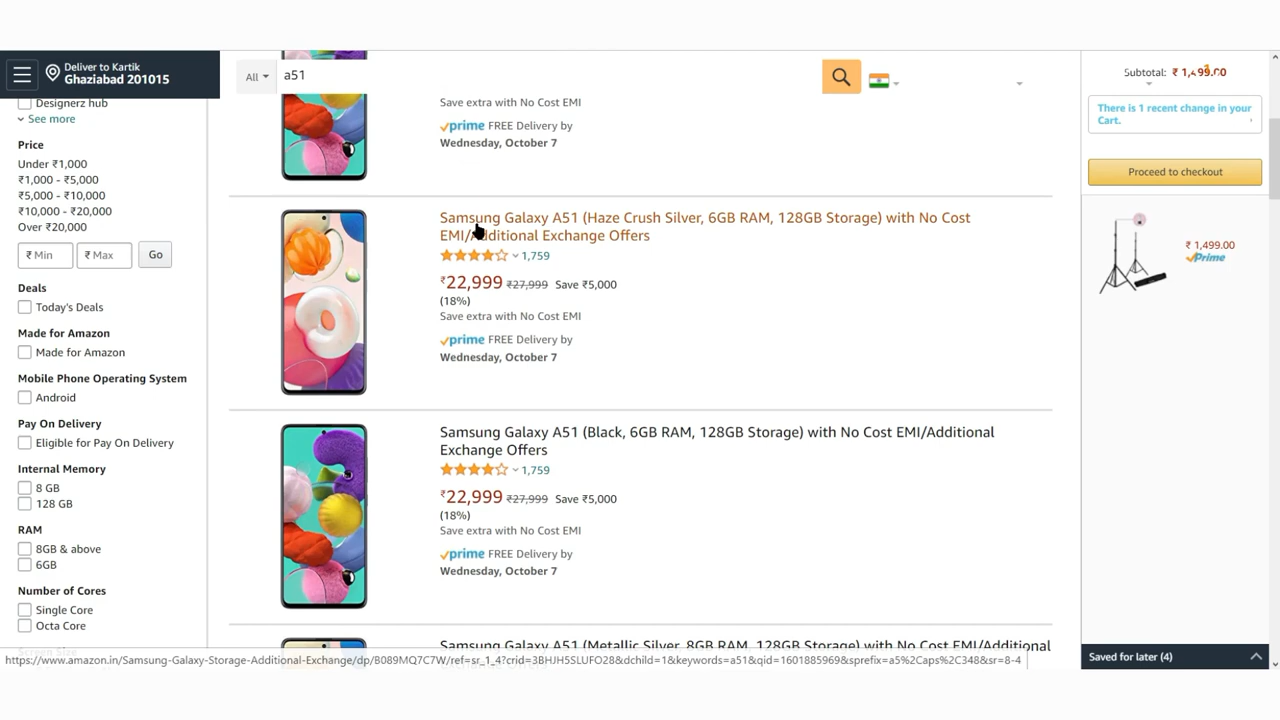 Deliver to Kartik
Ghaziabad 201015
All
a51
Designerz hub
See more
Price
Under ₹1,000
₹1,000 - ₹5,000
₹5,000 - ₹10,000
₹10,000 - ₹20,000
Over ₹20,000
₹ Min ₹ Max Go
Deals
Today's Deals
Made for Amazon
Made for Amazon
Mobile Phone Operating System
Android
Pay On Delivery
Eligible for Pay On Delivery
Internal Memory
8 GB
128 GB
RAM
8GB & above
6GB
Number of Cores
Single Core
Octa Core
Save extra with No Cost EMI
prime FREE Delivery by
Wednesday, October 7
Samsung Galaxy A51 (Haze Crush Silver, 6GB RAM, 128GB Storage) with No Cost
EMI/Additional Exchange Offers
1,759
₹22,999 ₹27,999 Save ₹5,000
(18%)
Save extra with No Cost EMI
prime FREE Delivery by
Wednesday, October 7
Samsung Galaxy A51 (Black, 6GB RAM, 128GB Storage) with No Cost EMI/Additional
Exchange Offers
1,759
₹22,999 ₹27,999 Save ₹5,000
(18%)
Save extra with No Cost EMI
prime FREE Delivery by
Wednesday, October 7
Samsung Galaxy A51 (Metallic Silver, 8GB RAM, 128GB Storage) with No Cost EMI/Additional
https://www.amazon.in/Samsung-Galaxy-Storage-Additional-Exchange/dp/B089MQ7C7W/ref=sr_1_4?crid=3BHJH5SLUFO28&dchild=1&keywords=a51&qid=1601885969&sprefix=a5%2Caps%2C348&sr=8-4
Subtotal: ₹ 1,499.00
There is 1 recent change in your
Cart.
Proceed to checkout
₹ 1,499.00
Prime
Saved for later (4)